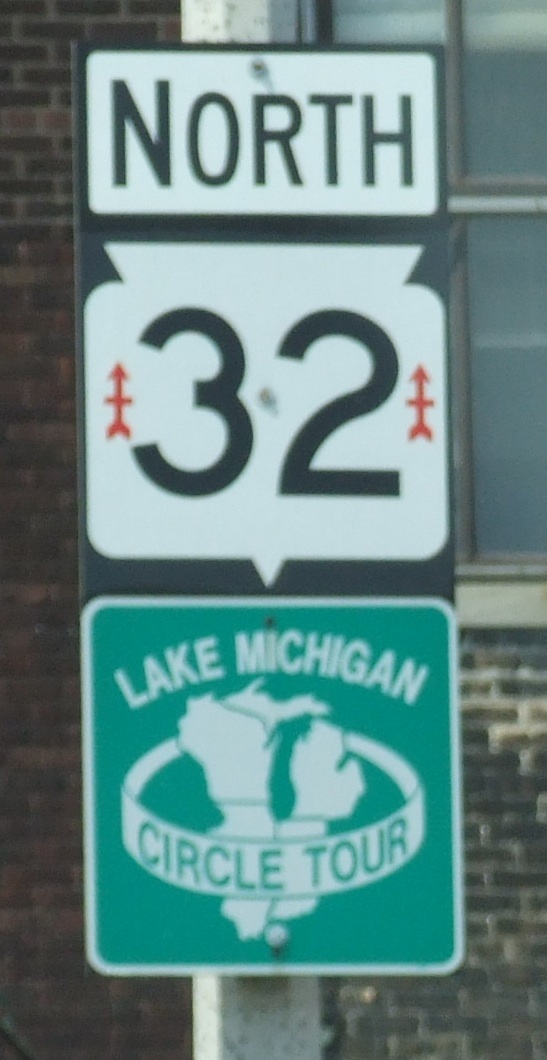 NORTH
32
LAKE MICHIGAN
CIRCLE TOUR